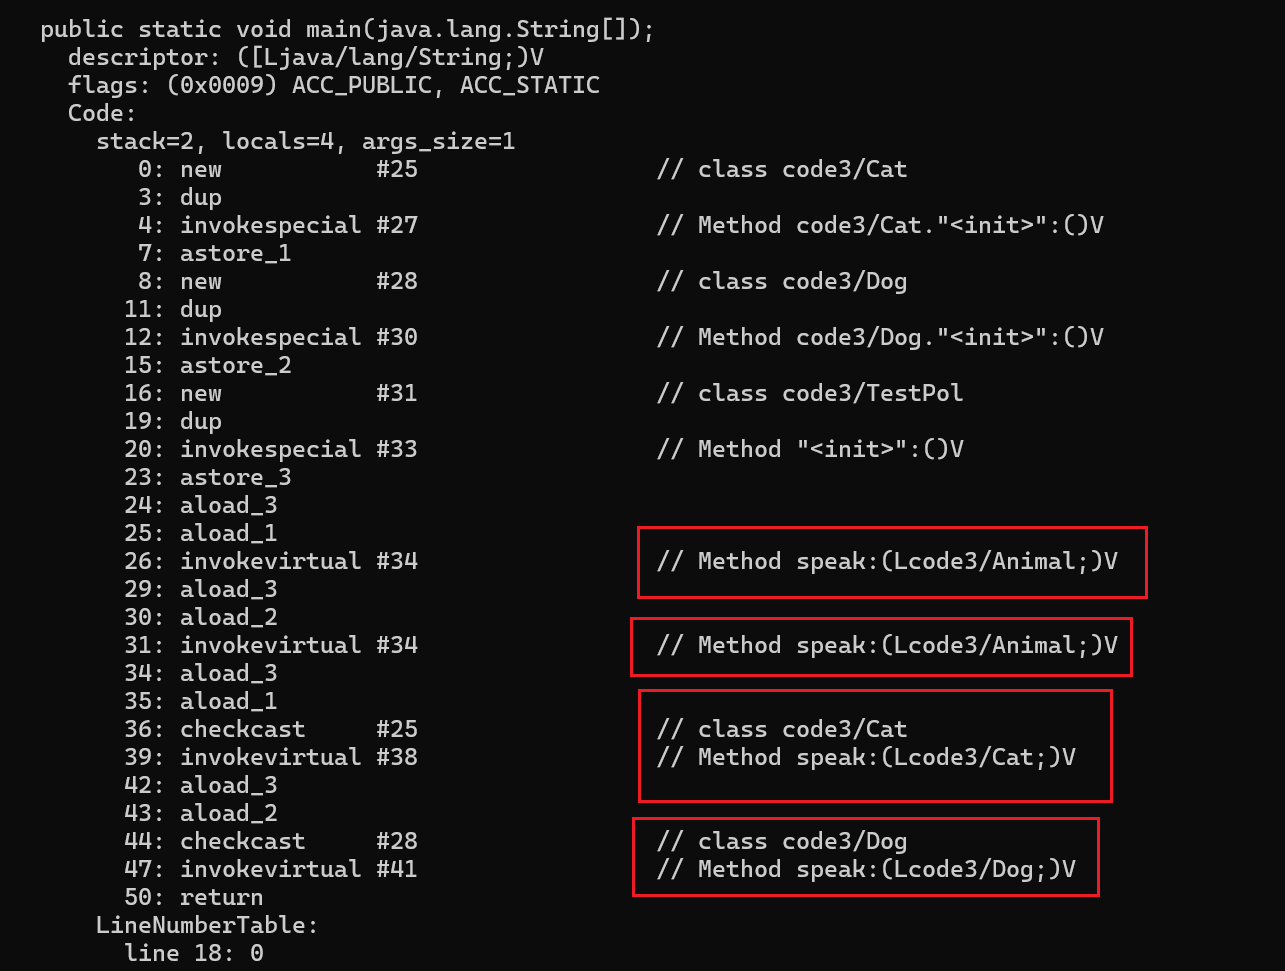 public static void main(java.lang.String[]);
descriptor: ([Ljava/lang/String;)V
flags: (0x0009) ACC_PUBLIC, ACC_STATIC
Code:
stack=2, locals=4, args_size=1
0: new #25 // class code3/Cat
3: dup
4: invokespecial #27 // Method code3/Cat."<init>":()V
7: astore_1
8: new #28 // class code3/Dog
11: dup
12: invokespecial #30 // Method code3/Dog."<init>":()V
15: astore_2
16: new #31 // class code3/TestPol
19: dup
20: invokespecial #33 // Method "<init>":()V
23: astore_3
24: aload_3
25: aload_1
26: invokevirtual #34 // Method speak:(Lcode3/Animal;)V
29: aload_3
30: aload_2
31: invokevirtual #34 // Method speak:(Lcode3/Animal;)V
34: aload_3
35: aload_1
36: checkcast #25 // class code3/Cat
39: invokevirtual #38 // Method speak:(Lcode3/Cat;)V
42: aload_3
43: aload_2
44: checkcast #28 // class code3/Dog
47: invokevirtual #41 // Method speak:(Lcode3/Dog;)V
50: return
LineNumberTable:
line 18: 0